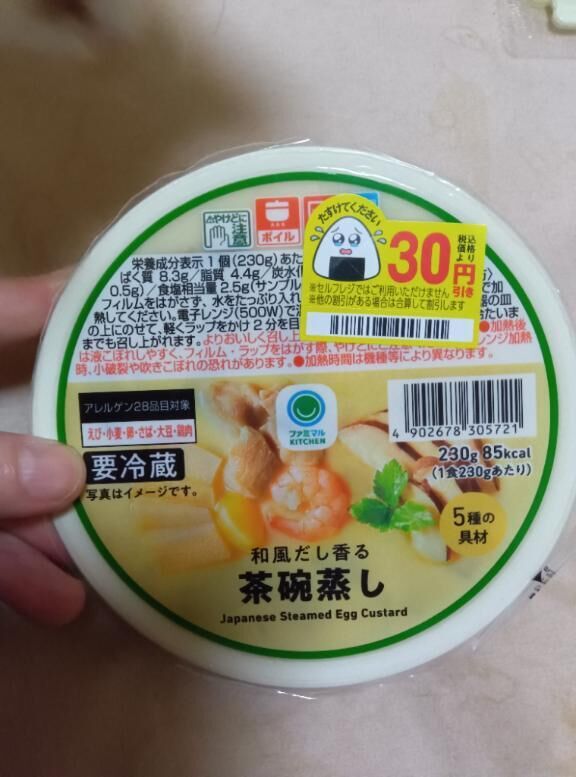 やけどに
注意
ボイル
たすけてください
30円引き
税込価格より
※セルフレジではご利用いただけません
※他の割引がある場合は合算して割引します
栄養成分表示 1個(230g)あた
ぱく質 8.3g/脂質 4.4g/炭水
0.5g)/食塩相当量 2.5g(サンプル
フィルムをはがさず、水をたっぷり入れ
熱してください。電子レンジ(500W)で
の上にのせて、軽くラップをかけ 2分を目
までも召し上がれます。よりおいしく召し上 ●加熱後
は液こぼれしやすく、フィルム・ラップをはがす際、やけどにご注意 レンジ加熱
時、小破裂や吹きこぼれの恐れがあります。●加熱時間は機種等により異なります。
アレルゲン28品目対象
えび・小麦・卵・さば・大豆・鶏肉
要冷蔵
写真はイメージです。
ファミマル
KITCHEN
4 902678 305721
230g 85kcal
(1食230gあたり)
5種の
具材
和風だし香る
茶碗蒸し
Japanese Steamed Egg Custard